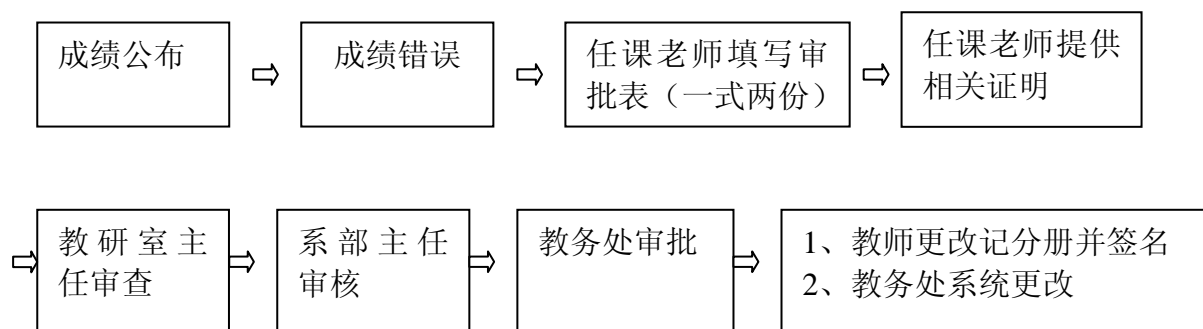 成绩公布
成绩错误
任课老师填写审
批表（一式两份）
任课老师提供
相关证明
教研室主
任审查
系部主任
审核
教务处审批
1、教师更改记分册并签名
2、教务处系统更改